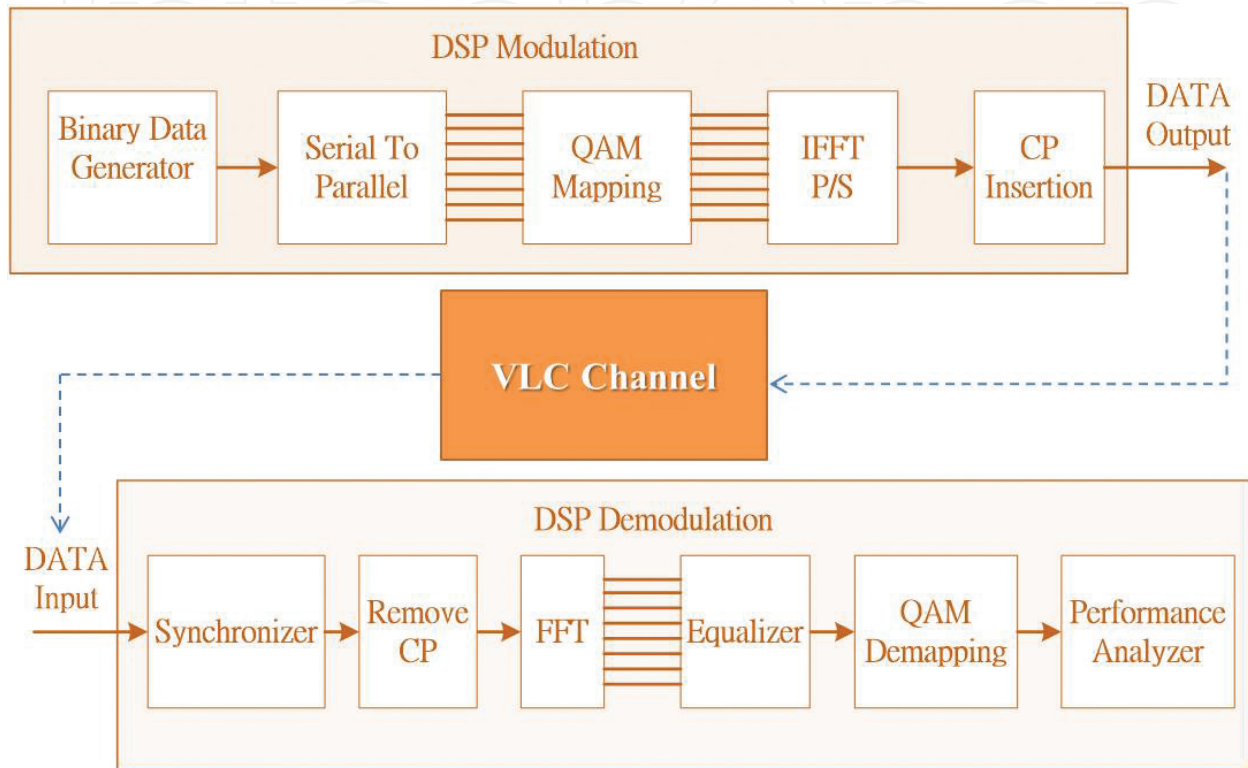 DSP Modulation
Binary Data
Generator
Serial To
Parallel
QAM
Mapping
IFFT
P/S
CP
Insertion
DATA
Output
VLC Channel
DSP Demodulation
DATA
Input
Synchronizer
Remove
CP
FFT
Equalizer
QAM
Demapping
Performance
Analyzer